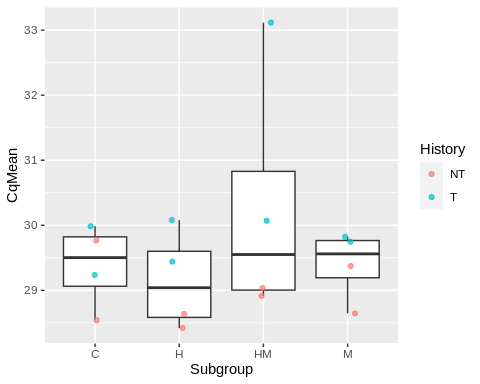 CqMean
33
32
31
30
29
C
H
HM
M
Subgroup
History
NT
T